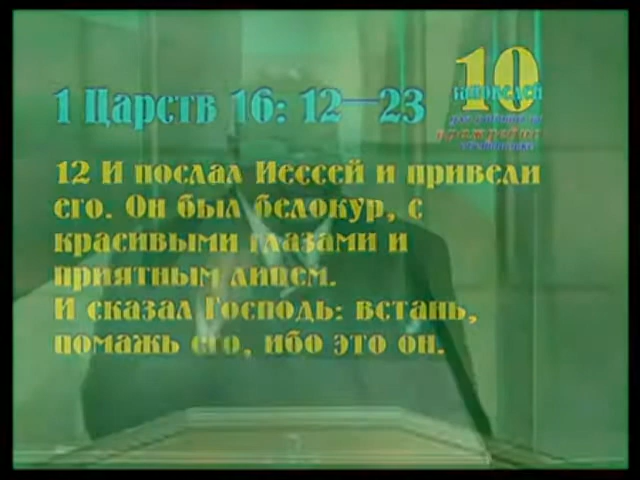 1 Царств 16: 12—23
10
12 И послал Иессей и привели
его. Он был белокур, с
красивыми глазами и
приятным лицем.
И сказал Господь: встань,
помажь его, ибо это он.